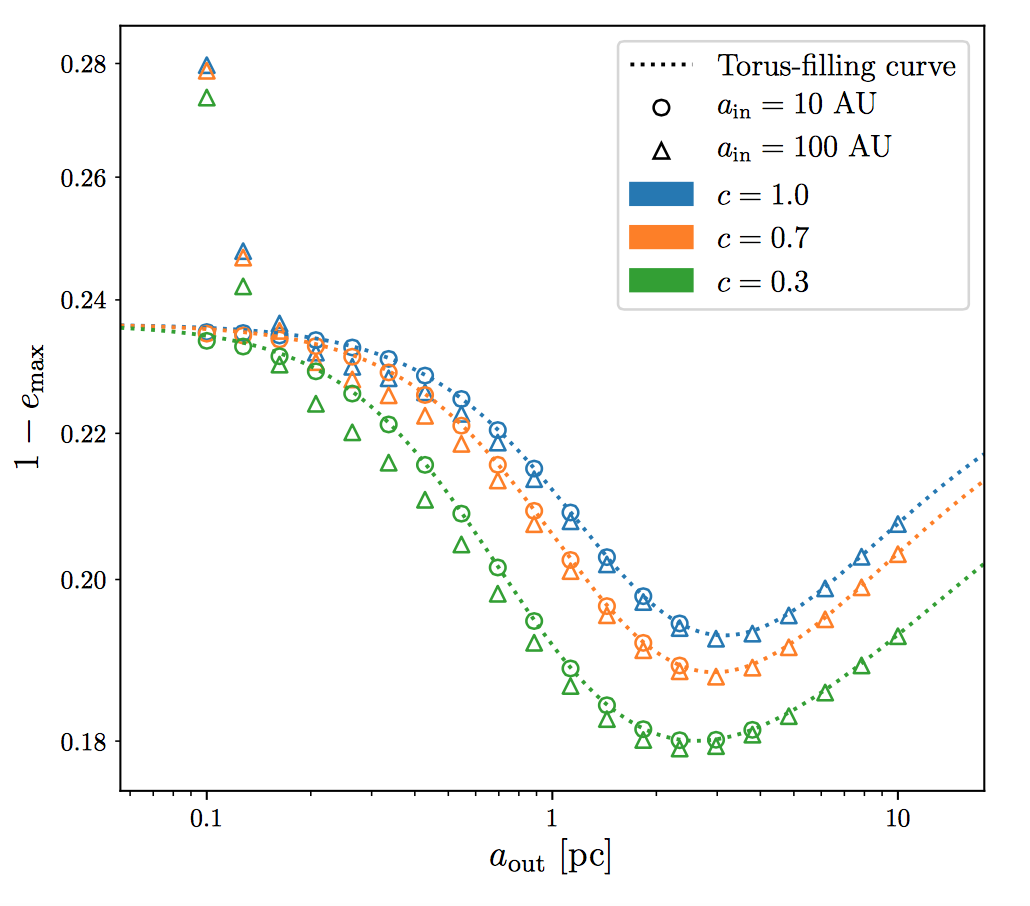 0.28
0.26
0.24
0.22
0.20
0.18
1 − e_max
0.1
1
10
a_out [pc]
Torus-filling curve
a_in = 10 AU
a_in = 100 AU
c = 1.0
c = 0.7
c = 0.3